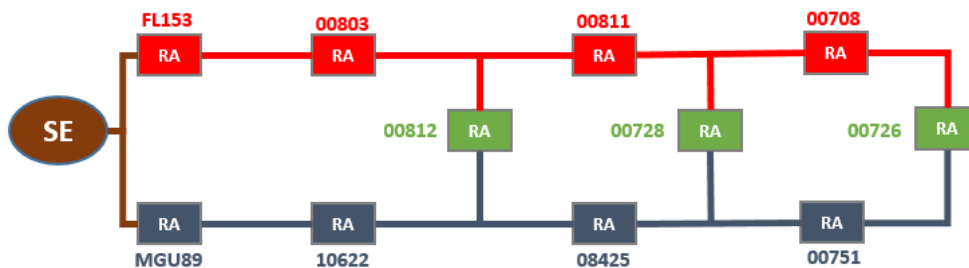 FL153
00803
00811
00708
RA
RA
RA
RA
SE
00812
RA
00728
RA
00726
RA
RA
RA
RA
RA
MGU89
10622
08425
00751